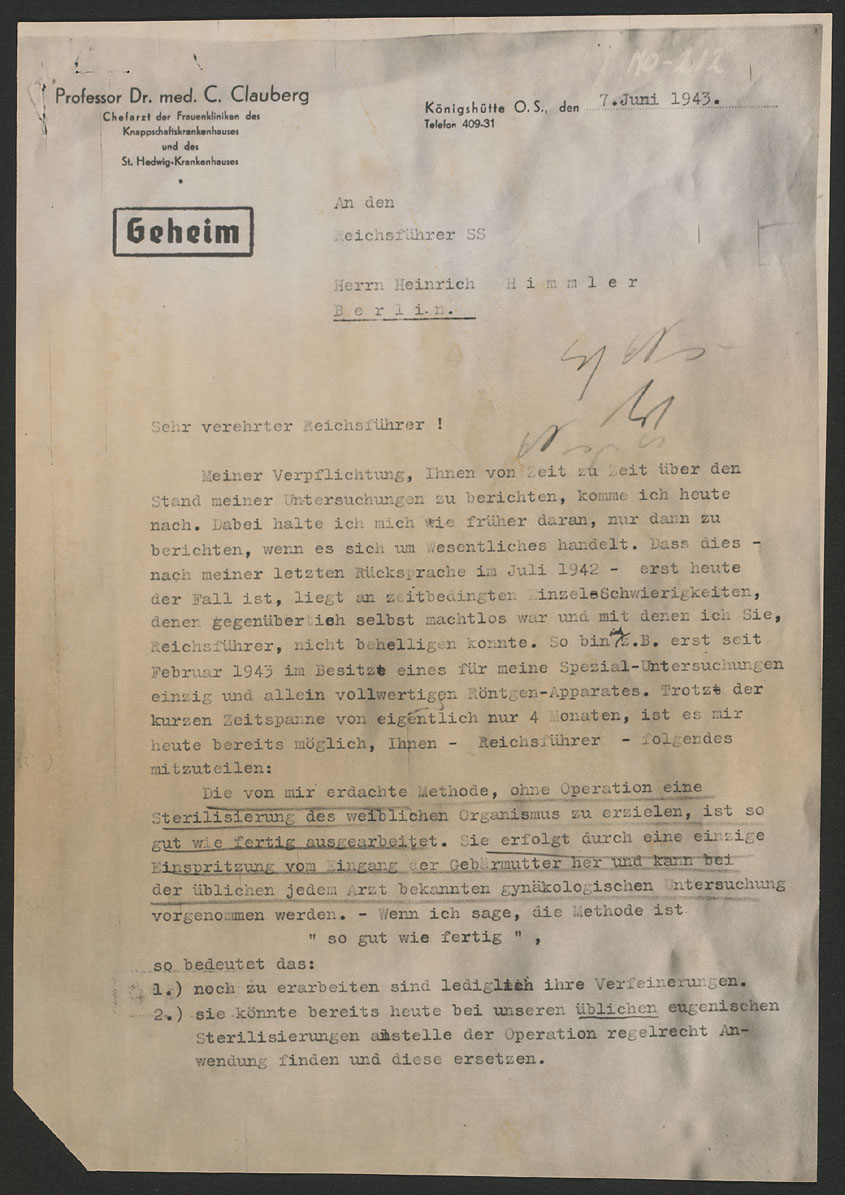 NO-212
Professor Dr. med. C. Clauberg
Chefarzt der Frauenkliniken des
Knappschaftskrankenhauses
und des
St. Hedwig-Krankenhauses
Königshütte O. S., den 7.Juni 1943.
Telefon 409-31
Geheim
An den
Reichsführer SS
Herrn Heinrich H i m m l e r
B e r l i n.
Sehr verehrter Reichsführer !
Meiner Verpflichtung, Ihnen von Zeit zu Zeit über den
Stand meiner Untersuchungen zu berichten, komme ich heute
nach. Dabei halte ich mich wie früher daran, nur dann zu
berichten, wenn es sich um Wesentliches handelt. Dass dies -
nach meiner letzten Rücksprache im Juli 1942 - erst heute
der Fall ist, liegt an zeitbedingten Schwierigkeiten,
denen gegenüber ich selbst machtlos war und mit denen ich Sie,
Reichsführer, nicht behelligen konnte. So bin z.B. erst seit
Februar 1943 im Besitz eines für meine Spezial-Untersuchungen
einzig und allein vollwertigen Röntgen-Apparates. Trotz der
kurzen Zeitspanne von eigentlich nur 4 Monaten, ist es mir
heute bereits möglich, Ihnen - Reichsführer - folgendes
mitzuteilen:
Die von mir erdachte Methode, ohne Operation eine
Sterilisierung des weiblichen Organismus zu erzielen, ist so
gut wie fertig ausgearbeitet. Sie erfolgt durch eine einzige
Einspritzung vom Eingang der Gebärmutter her und kann bei
der üblichen jedem Arzt bekannten gynäkologischen Untersuchung
vorgenommen werden. - Wenn ich sage, die Methode ist
" so gut wie fertig " ,
so bedeutet das:
1.) noch zu erarbeiten sind lediglich ihre Verfeinerungen.
2.) sie könnte bereits heute bei unseren üblichen eugenischen
Sterilisierungen anstelle der Operation regelrecht An-
wendung finden und diese ersetzen.